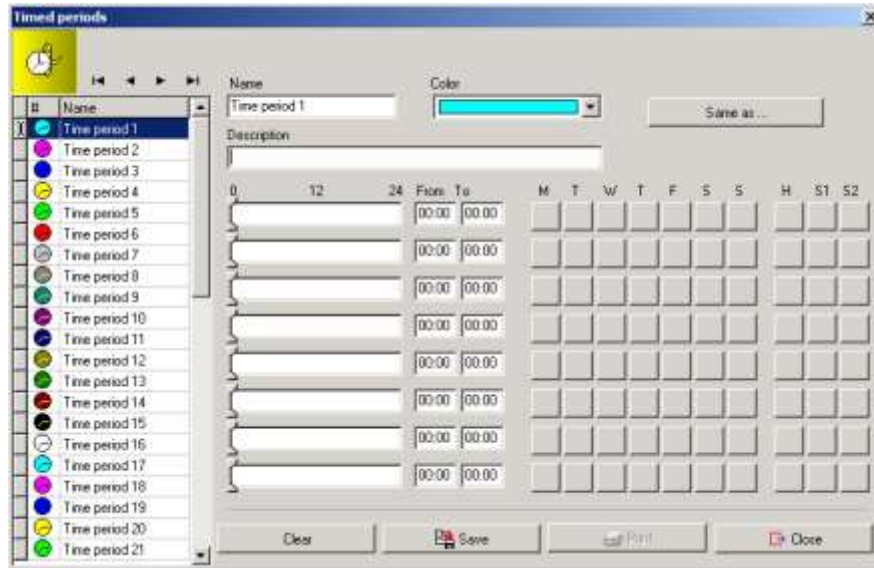 Timed periods
Name
Color
Time period 1
Same as ...
Description
# Name
Time period 1
Time period 2
Time period 3
Time period 4
Time period 5
Time period 6
Time period 7
Time period 8
Time period 9
Time period 10
Time period 11
Time period 12
Time period 13
Time period 14
Time period 15
Time period 16
Time period 17
Time period 18
Time period 19
Time period 20
Time period 21
0 12 24 From To M T W T F S S H S1 S2
00:00 00:00
00:00 00:00
00:00 00:00
00:00 00:00
00:00 00:00
00:00 00:00
00:00 00:00
00:00 00:00
Clear Save Print Close